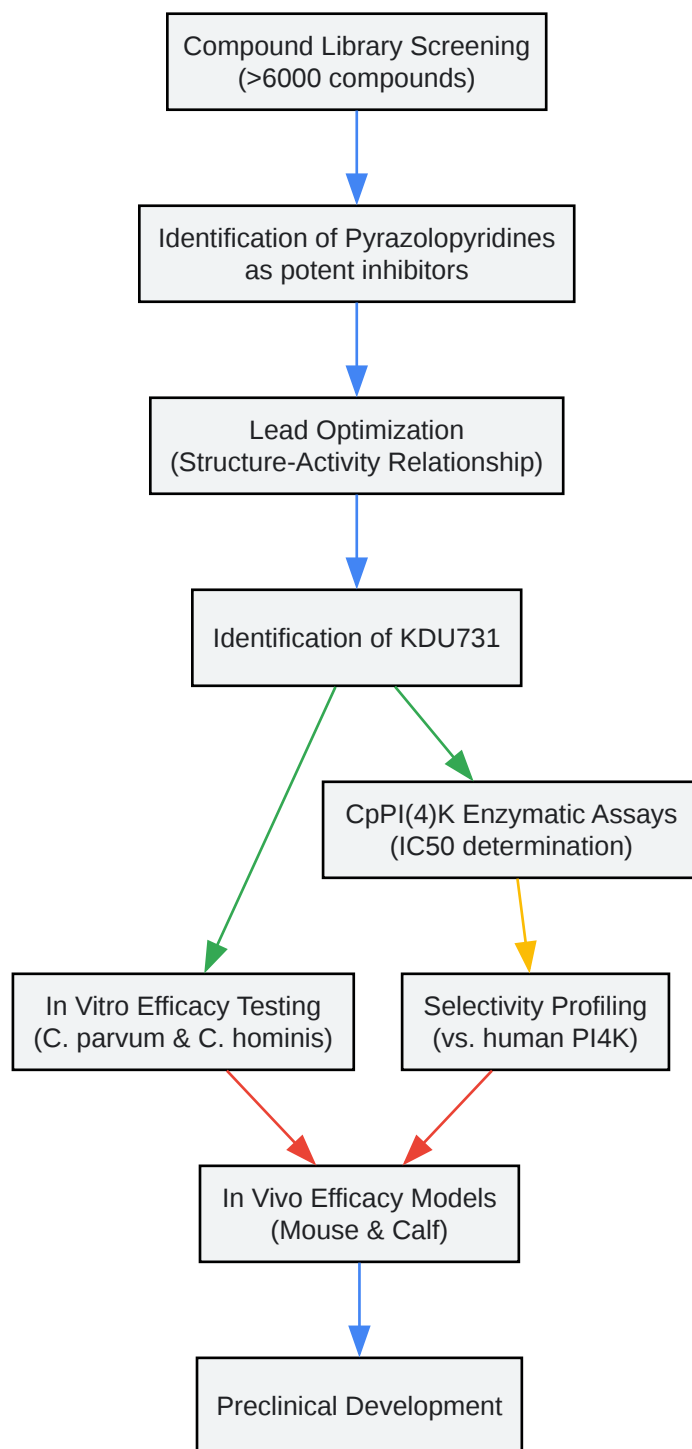 Compound Library Screening
(>6000 compounds)
Identification of Pyrazolopyridines
as potent inhibitors
Lead Optimization
(Structure-Activity Relationship)
Identification of KDU731
CpPI(4)K Enzymatic Assays
(IC50 determination)
In Vitro Efficacy Testing
(C. parvum & C. hominis)
Selectivity Profiling
(vs. human PI4K)
In Vivo Efficacy Models
(Mouse & Calf)
Preclinical Development